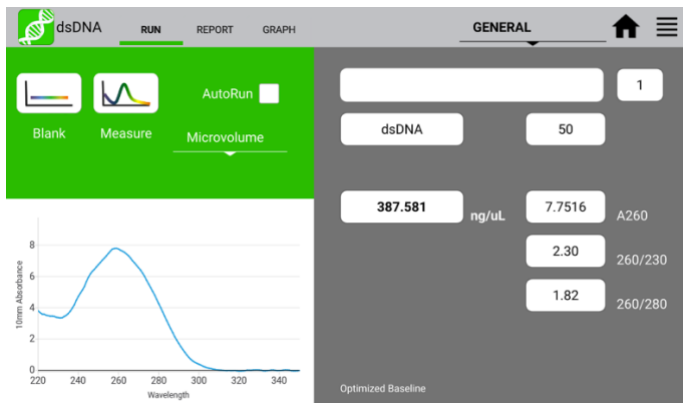 dsDNA RUN REPORT GRAPH GENERAL
AutoRun
Blank Measure Microvolume
1
dsDNA 50
387.581 ng/uL 7.7516 A260
2.30 260/230
1.82 260/280
Optimized Baseline
10mm Absorbance
8
6
4
2
0
220 240 260 280 300 320 340
Wavelength